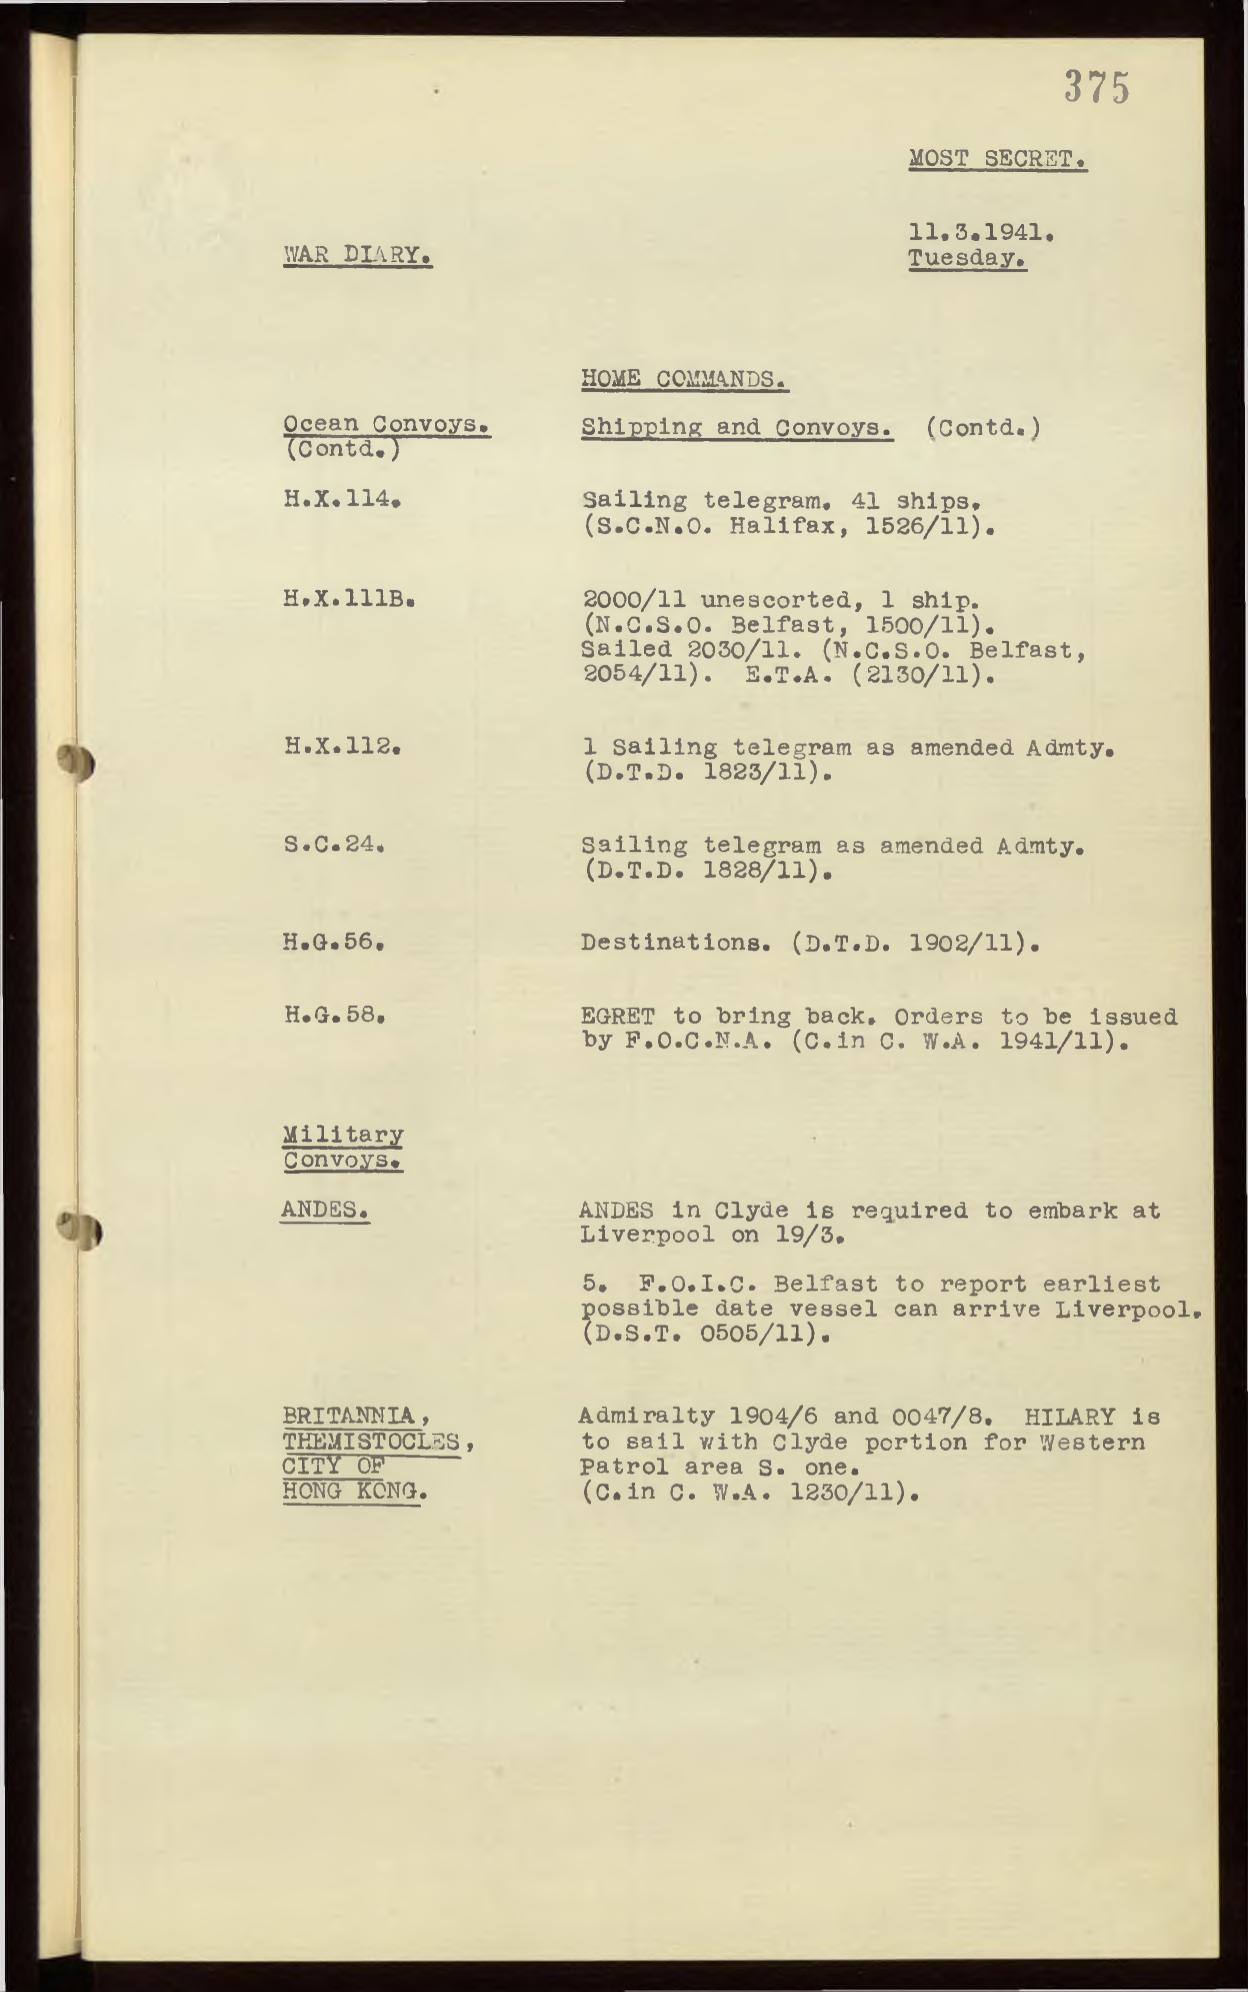 375
MOST SECRET.
11.3.1941.
WAR DIARY.
Tuesday.
HOME COMMANDS.
Ocean Convoys. Shipping and Convoys. (Contd.)
(Contd.)
H.X.114. Sailing telegram. 41 ships.
(S.C.N.O. Halifax, 1526/11).
H.X.111B. 2000/11 unescorted, 1 ship.
(N.C.S.O. Belfast, 1500/11).
Sailed 2030/11. (N.C.S.O. Belfast,
2054/11). E.T.A. (2130/11).
H.X.112. 1 Sailing telegram as amended Admty.
(D.T.D. 1823/11).
S.C.24. Sailing telegram as amended Admty.
(D.T.D. 1828/11).
H.G.56. Destinations. (D.T.D. 1902/11).
H.G.58. EGRET to bring back. Orders to be issued
by F.O.C.N.A. (C.in C. W.A. 1941/11).
Military
Convoys.
ANDES. ANDES in Clyde is required to embark at
Liverpool on 19/3.
5. F.O.I.C. Belfast to report earliest
possible date vessel can arrive Liverpool.
(D.S.T. 0505/11).
BRITANNIA, Admiralty 1904/6 and 0047/8. HILARY is
THEMISTOCLES, to sail with Clyde portion for Western
CITY OF Patrol area S. one.
HONG KONG. (C.in C. W.A. 1230/11).